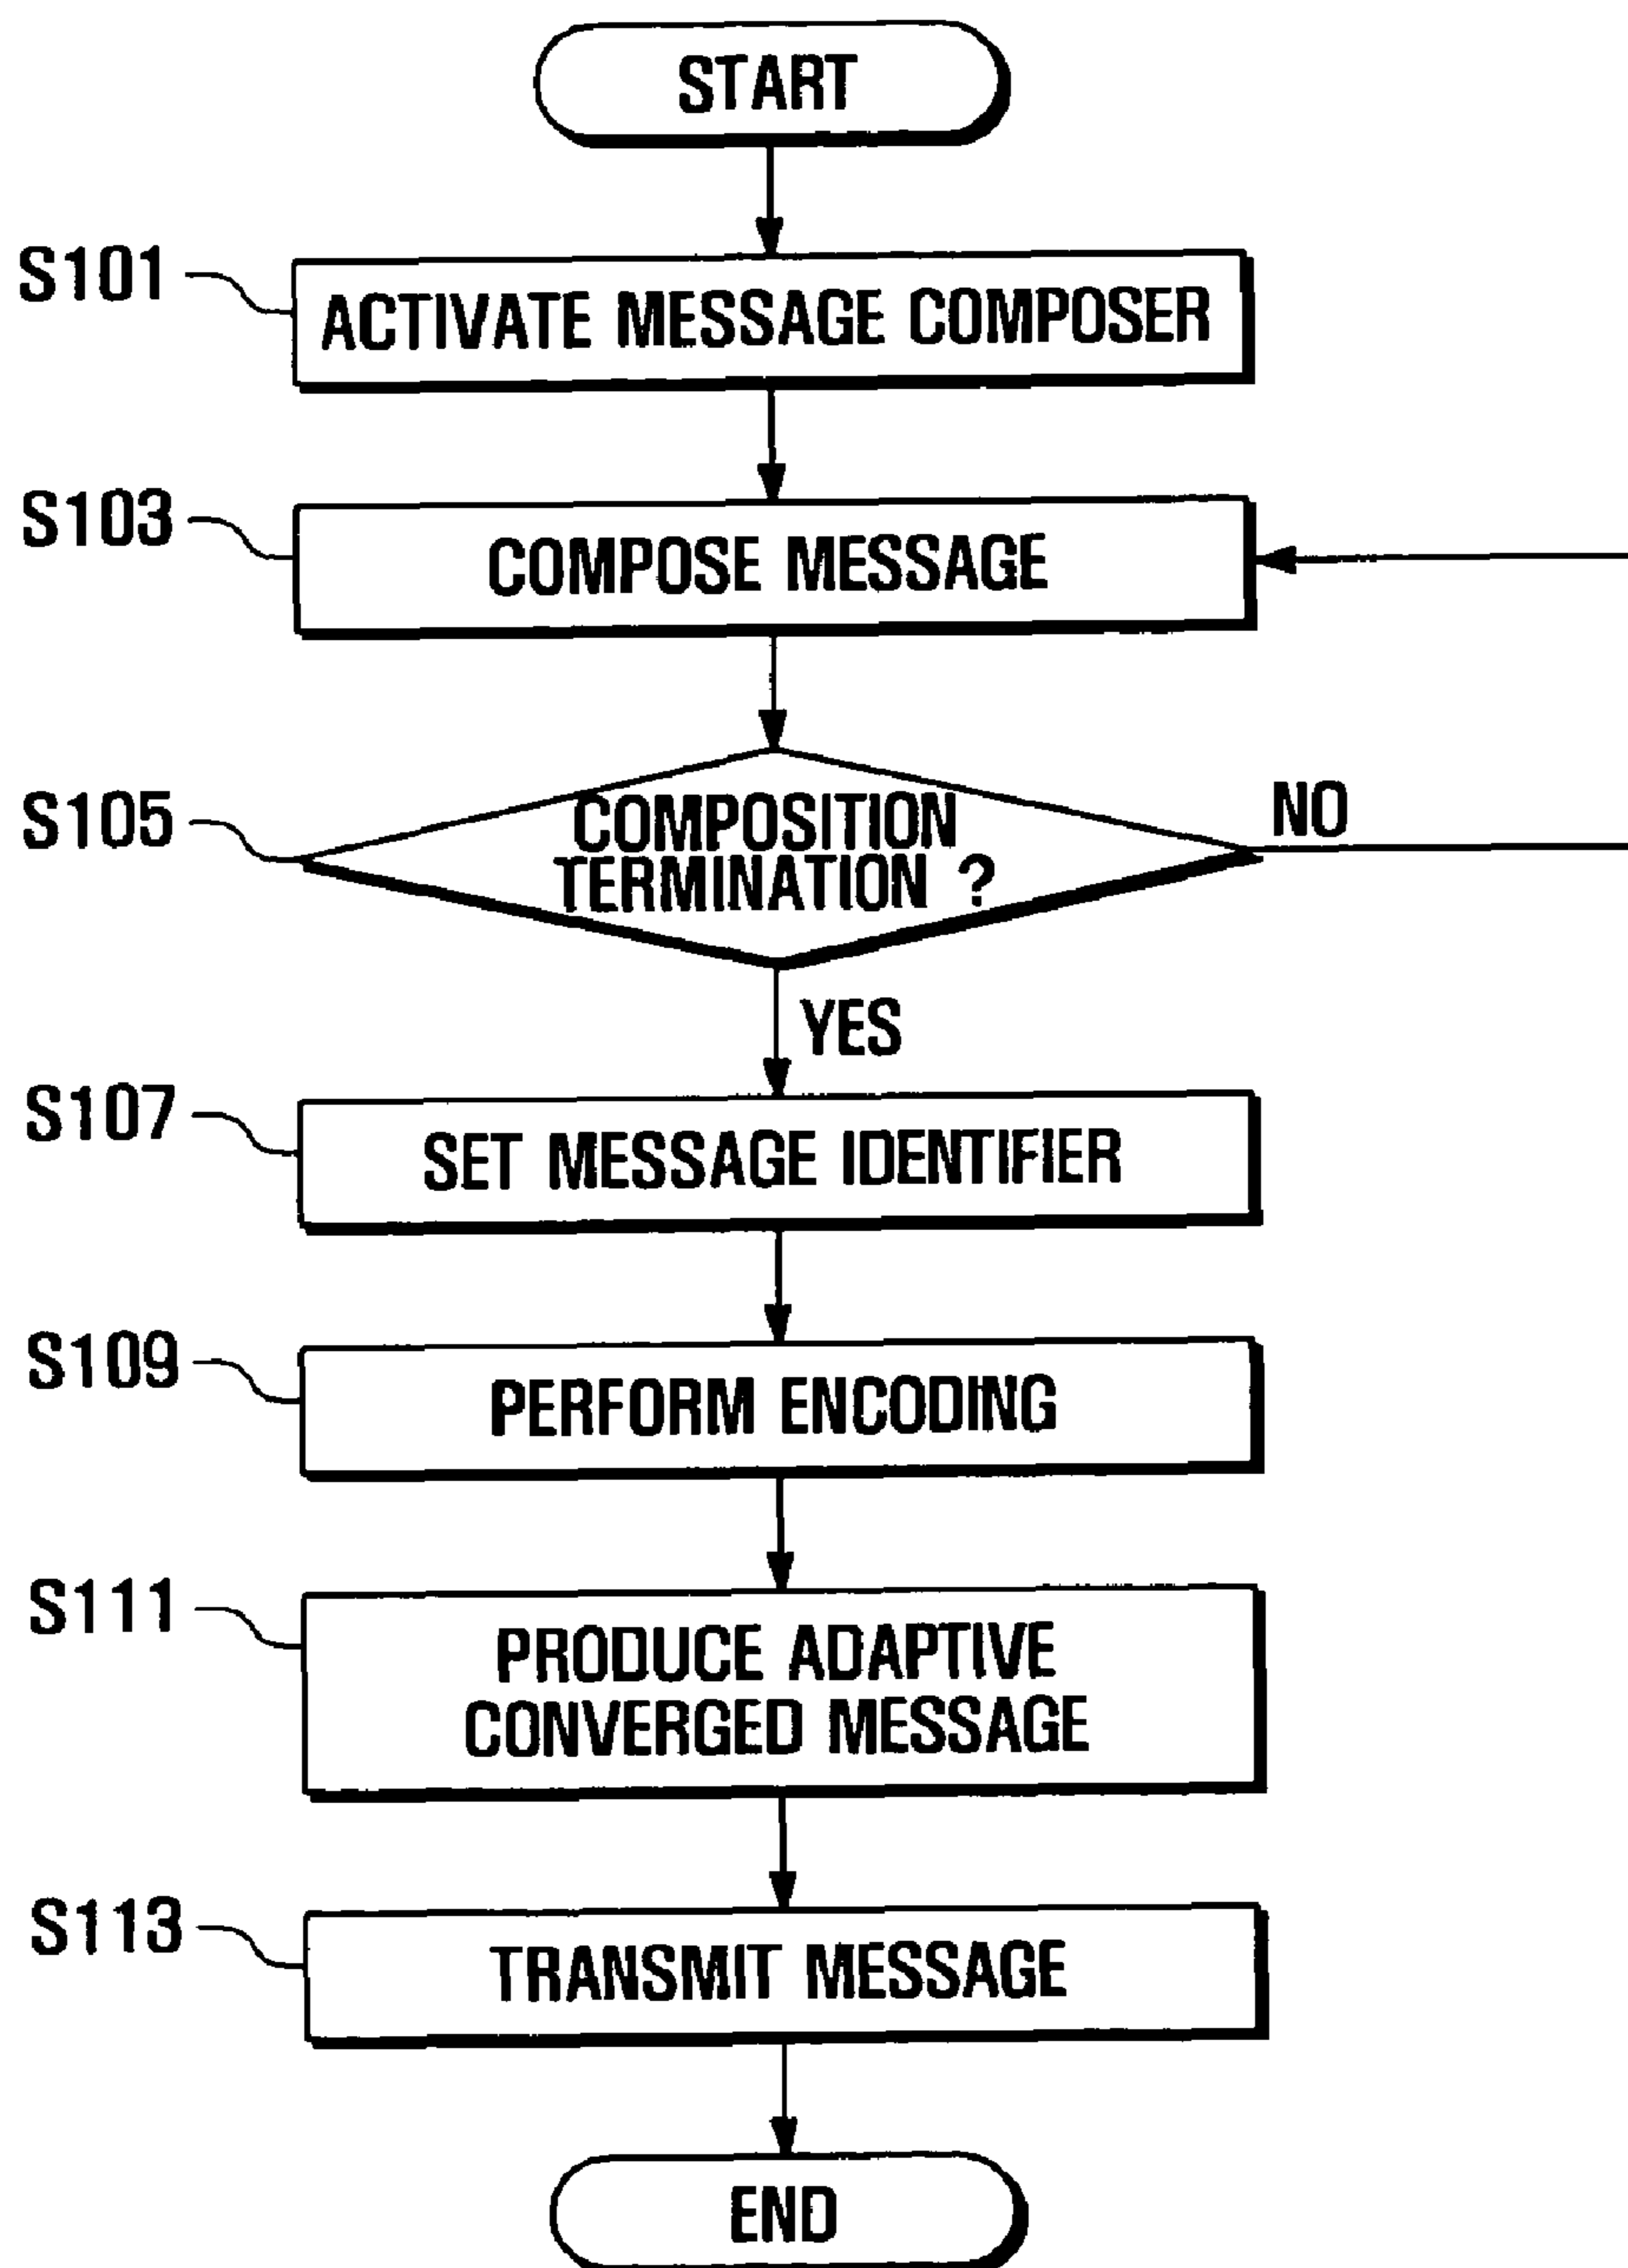 START
S101
ACTIVATE MESSAGE COMPOSER
S103
COMPOSE MESSAGE
S105
COMPOSITION
TERMINATION ?
NO
YES
S107
SET MESSAGE IDENTIFIER
S109
PERFORM ENCODING
S111
PRODUCE ADAPTIVE
CONVERGED MESSAGE
S113
TRANSMIT MESSAGE
END